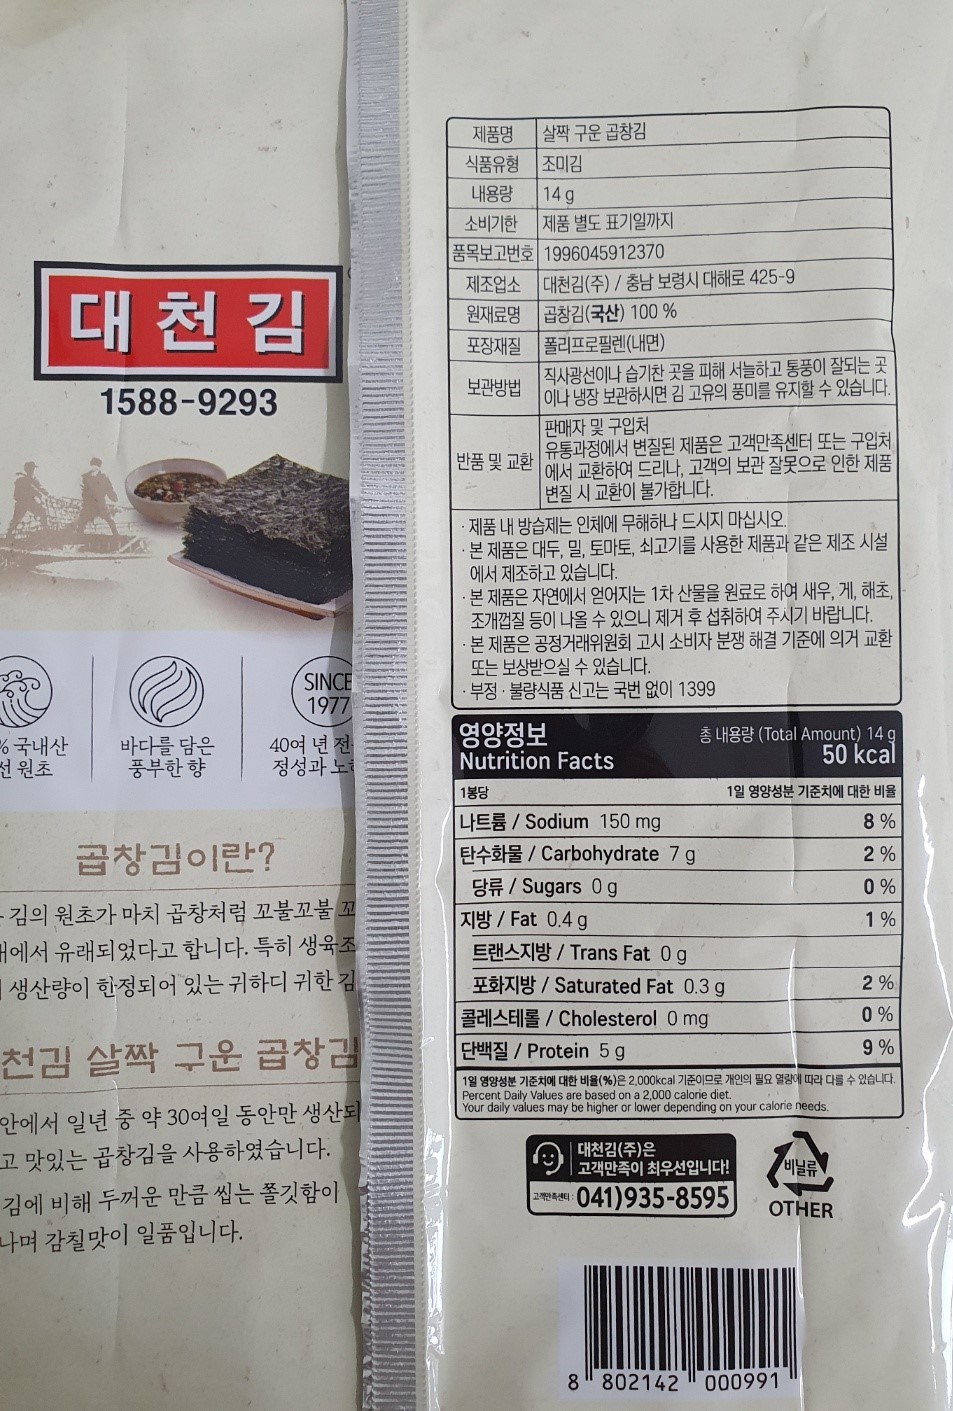 대천김
1588-9293
SINCE
1977
% 국내산
바다를 담은
풍부한 향
40여 년
정성과
원초
곱창김이란?
김의 원초가 마치 곱창처럼 꼬불꼬불
에서 유래되었다고 합니다. 특히
생산량이 한정되어 있는 귀하디 귀한 김
천김 살짝 구운 곱창김
안에서 일년 중 약 30여일 동안만
고 맛있는 곱창김을 사용하였습니다.
김에 비해 두꺼운 만큼 씹는 쫄깃함이
나며 감칠맛이 일품입니다.
제품명 살짝 구운 곱창김
식품유형 조미김
내용량 14 g
소비기한 제품 별도 표기일까지
품목보고번호 1996045912370
제조업소 대천김(주) / 충남 보령시 대해로 425-9
원재료명 곱창김(국산) 100 %
포장재질 폴리프로필렌(내면)
보관방법 직사광선이나 습기찬 곳을 피해 서늘하고 통풍이 잘되는 곳
이나 냉장 보관하시면 김 고유의 풍미를 유지할 수 있습니다.
반품 및 교환 판매자 및 구입처
유통과정에서 변질된 제품은 고객만족센터 또는 구입처
에서 교환하여 드리나, 고객의 보관 잘못으로 인한 제품
변질 시 교환이 불가합니다.
· 제품 내 방습제는 인체에 무해하나 드시지 마십시오.
· 본 제품은 대두, 밀, 토마토, 쇠고기를 사용한 제품과 같은 제조 시설
에서 제조하고 있습니다.
· 본 제품은 자연에서 얻어지는 1차 산물을 원료로 하여 새우, 게, 해초,
조개껍질 등이 나올 수 있으니 제거 후 섭취하여 주시기 바랍니다.
· 본 제품은 공정거래위원회 고시 소비자 분쟁 해결 기준에 의거 교환
또는 보상받으실 수 있습니다.
· 부정 · 불량식품 신고는 국번 없이 1399
영양정보 총 내용량 (Total Amount) 14 g
Nutrition Facts 50 kcal
1봉당 1일 영양성분 기준치에 대한 비율
나트륨 / Sodium 150 mg 8 %
탄수화물 / Carbohydrate 7 g 2 %
당류 / Sugars 0 g 0 %
지방 / Fat 0.4 g 1 %
트랜스지방 / Trans Fat 0 g
포화지방 / Saturated Fat 0.3 g 2 %
콜레스테롤 / Cholesterol 0 mg 0 %
단백질 / Protein 5 g 9 %
1일 영양성분 기준치에 대한 비율(%)은 2,000kcal 기준이므로 개인의 필요 열량에 따라 다를 수 있습니다.
Percent Daily Values are based on a 2,000 calorie diet.
Your daily values may be higher or lower depending on your calorie needs.
대천김(주)은
고객만족이 최우선입니다!
고객만족센터 : 041)935-8595
비닐류
OTHER
8 802142 000991